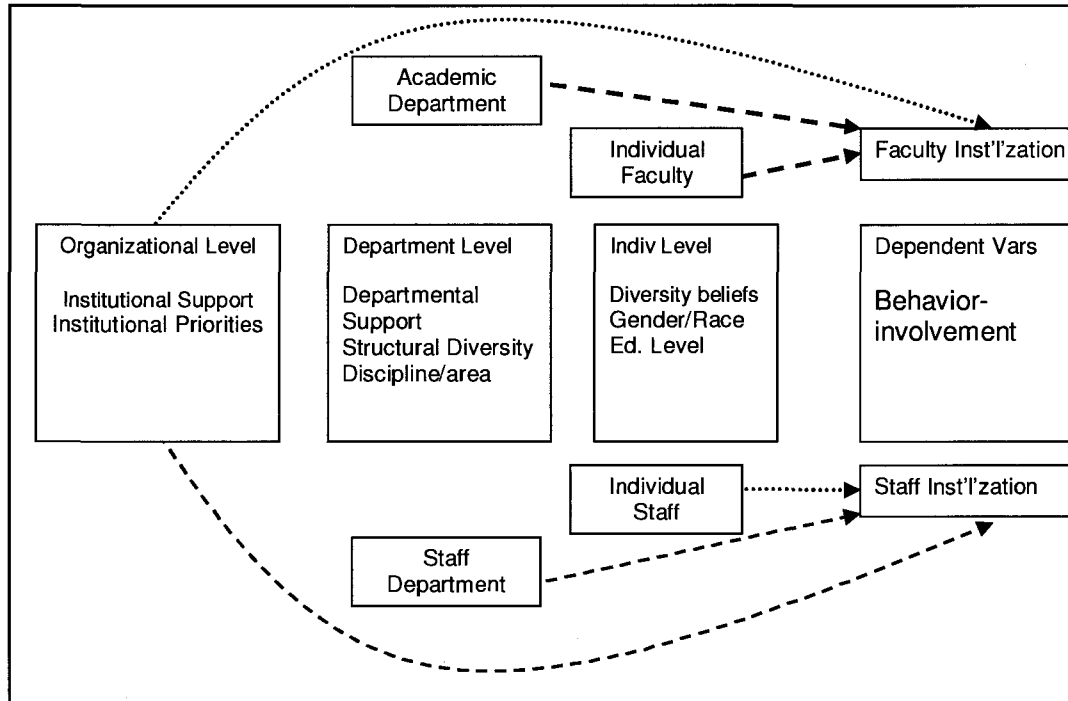 Academic
Department
Individual
Faculty
Faculty Inst'l'zation
Organizational Level
Institutional Support
Institutional Priorities
Department Level
Departmental
Support
Structural Diversity
Discipline/area
Indiv Level
Diversity beliefs
Gender/Race
Ed. Level
Dependent Vars
Behavior-
involvement
Individual
Staff
Staff Inst'l'zation
Staff
Department